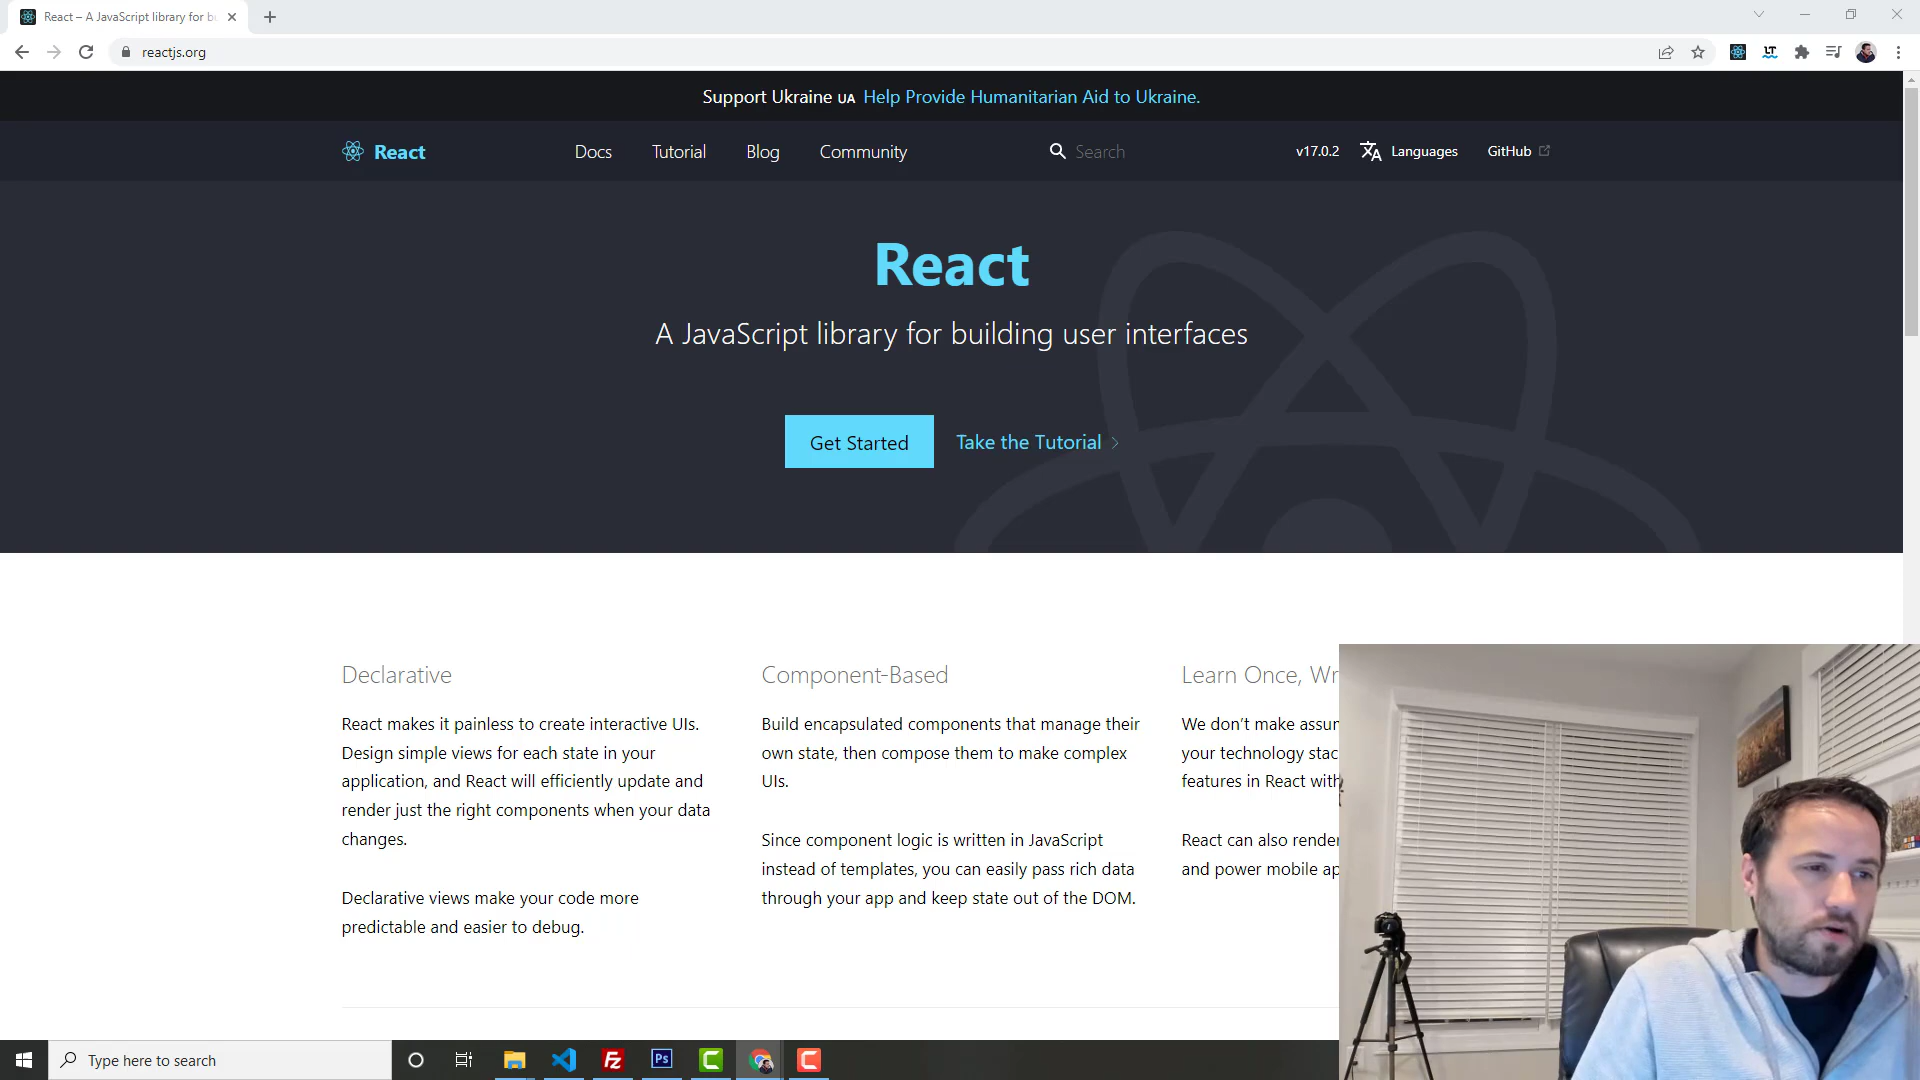 React – A JavaScript library for bu
reactjs.org
Support Ukraine UA Help Provide Humanitarian Aid to Ukraine.
React
Docs
Tutorial
Blog
Community
Search
v17.0.2
Languages
GitHub
React
A JavaScript library for building user interfaces
Get Started
Take the Tutorial
Declarative
React makes it painless to create interactive UIs.
Design simple views for each state in your
application, and React will efficiently update and
render just the right components when your data
changes.
Declarative views make your code more
predictable and easier to debug.
Component-Based
Build encapsulated components that manage their
own state, then compose them to make complex
UIs.
Since component logic is written in JavaScript
instead of templates, you can easily pass rich data
through your app and keep state out of the DOM.
Learn Once, Wr
We don’t make assum
your technology stac
features in React with
React can also render
and power mobile ap
Type here to search
LT
Fz
Ps